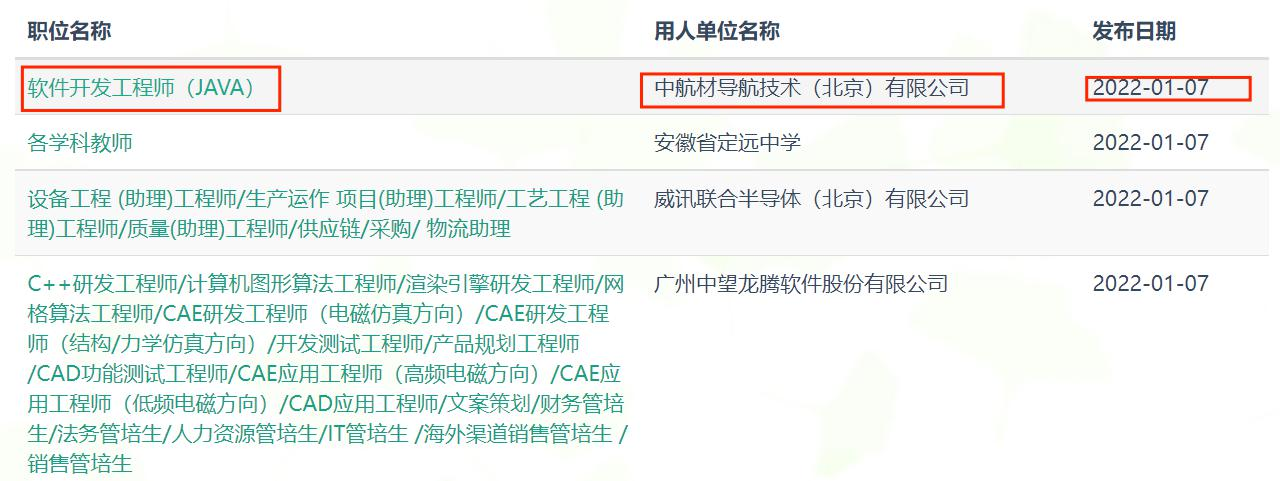 职位名称 用人单位名称 发布日期
软件开发工程师（JAVA） 中航材导航技术（北京）有限公司 2022-01-07
各学科教师 安徽省定远中学 2022-01-07
设备工程 (助理)工程师/生产运作 项目(助理)工程师/工艺工程 (助 威讯联合半导体（北京）有限公司 2022-01-07
理)工程师/质量(助理)工程师/供应链/采购/ 物流助理
C++研发工程师/计算机图形算法工程师/渲染引擎研发工程师/网 广州中望龙腾软件股份有限公司 2022-01-07
格算法工程师/CAE研发工程师（电磁仿真方向）/CAE研发工程
师（结构/力学仿真方向）/开发测试工程师/产品规划工程师
/CAD功能测试工程师/CAE应用工程师（高频电磁方向）/CAE应
用工程师（低频电磁方向）/CAD应用工程师/文案策划/财务管培
生/法务管培生/人力资源管培生/IT管培生 /海外渠道销售管培生 /
销售管培生